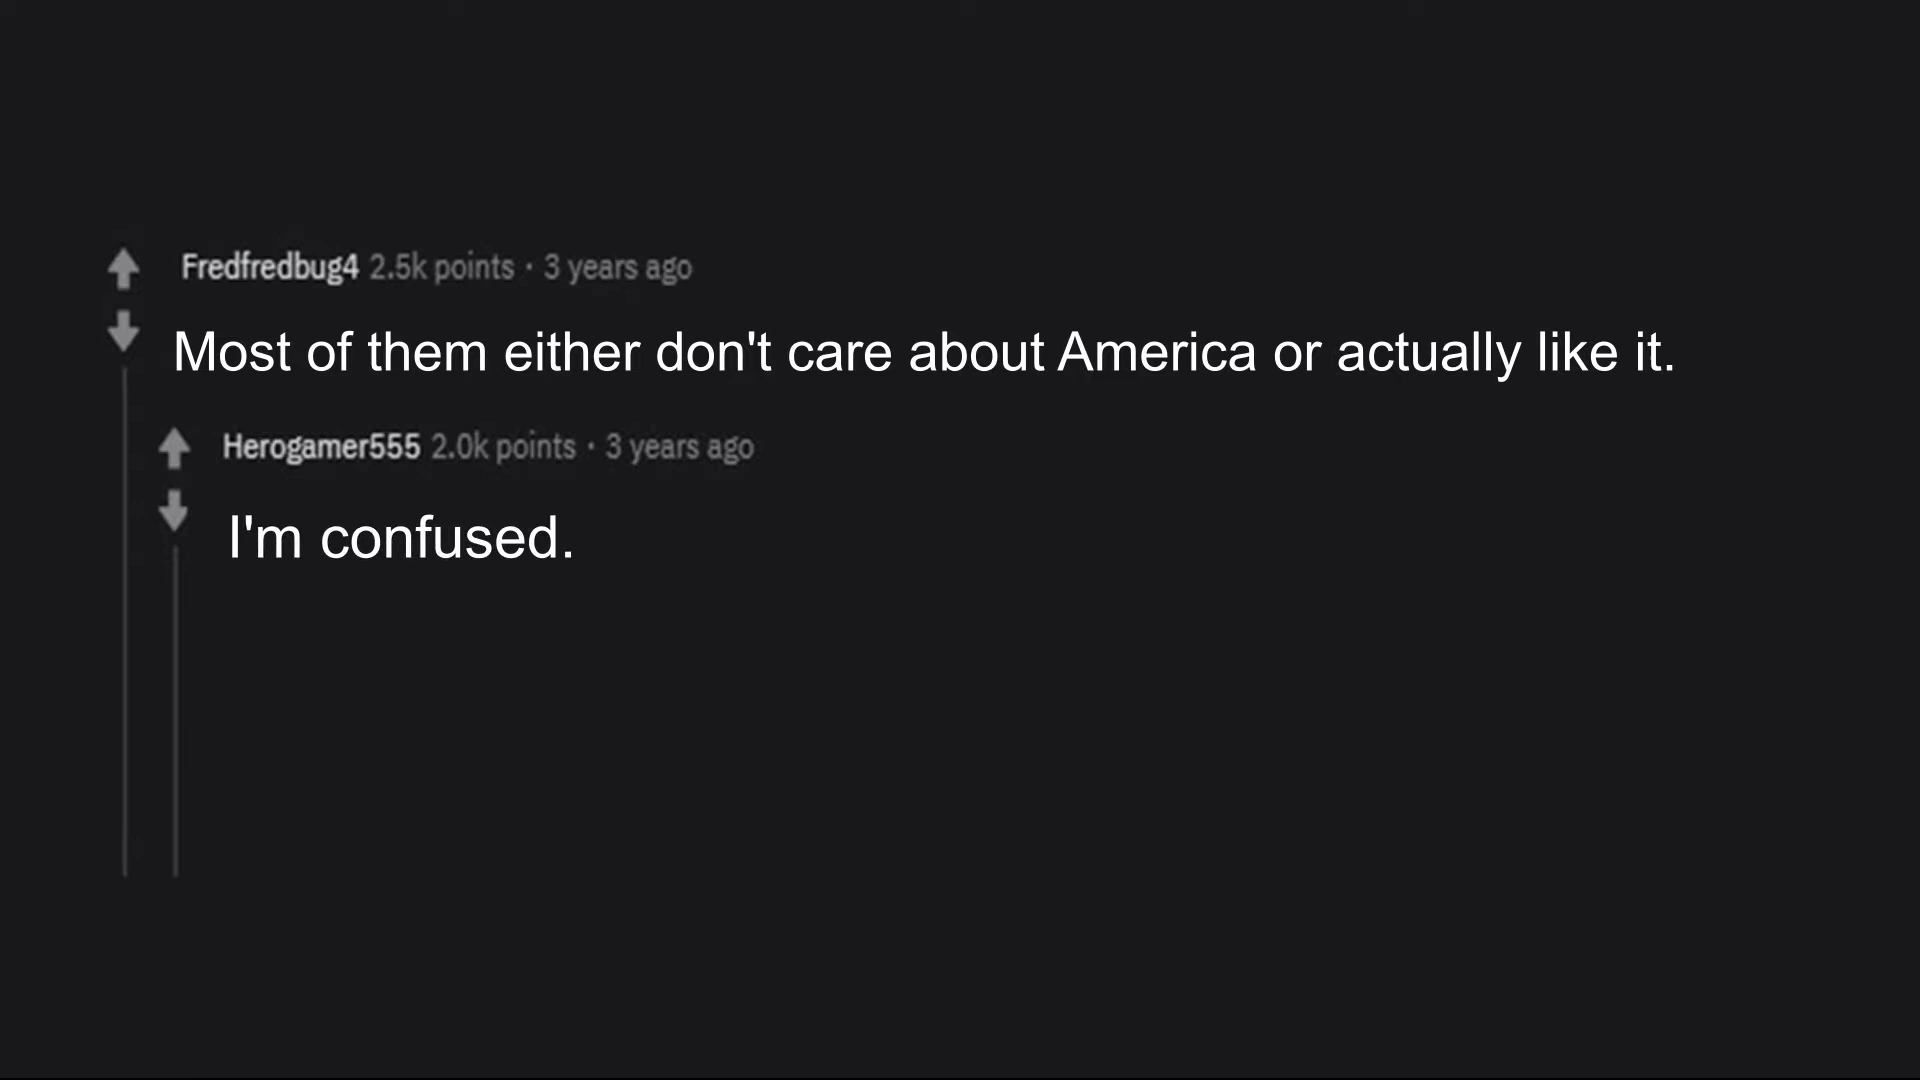 Fredfredbug4 2.5k points · 3 years ago
Most of them either don't care about America or actually like it.
Herogamer555 2.0k points · 3 years ago
I'm confused.